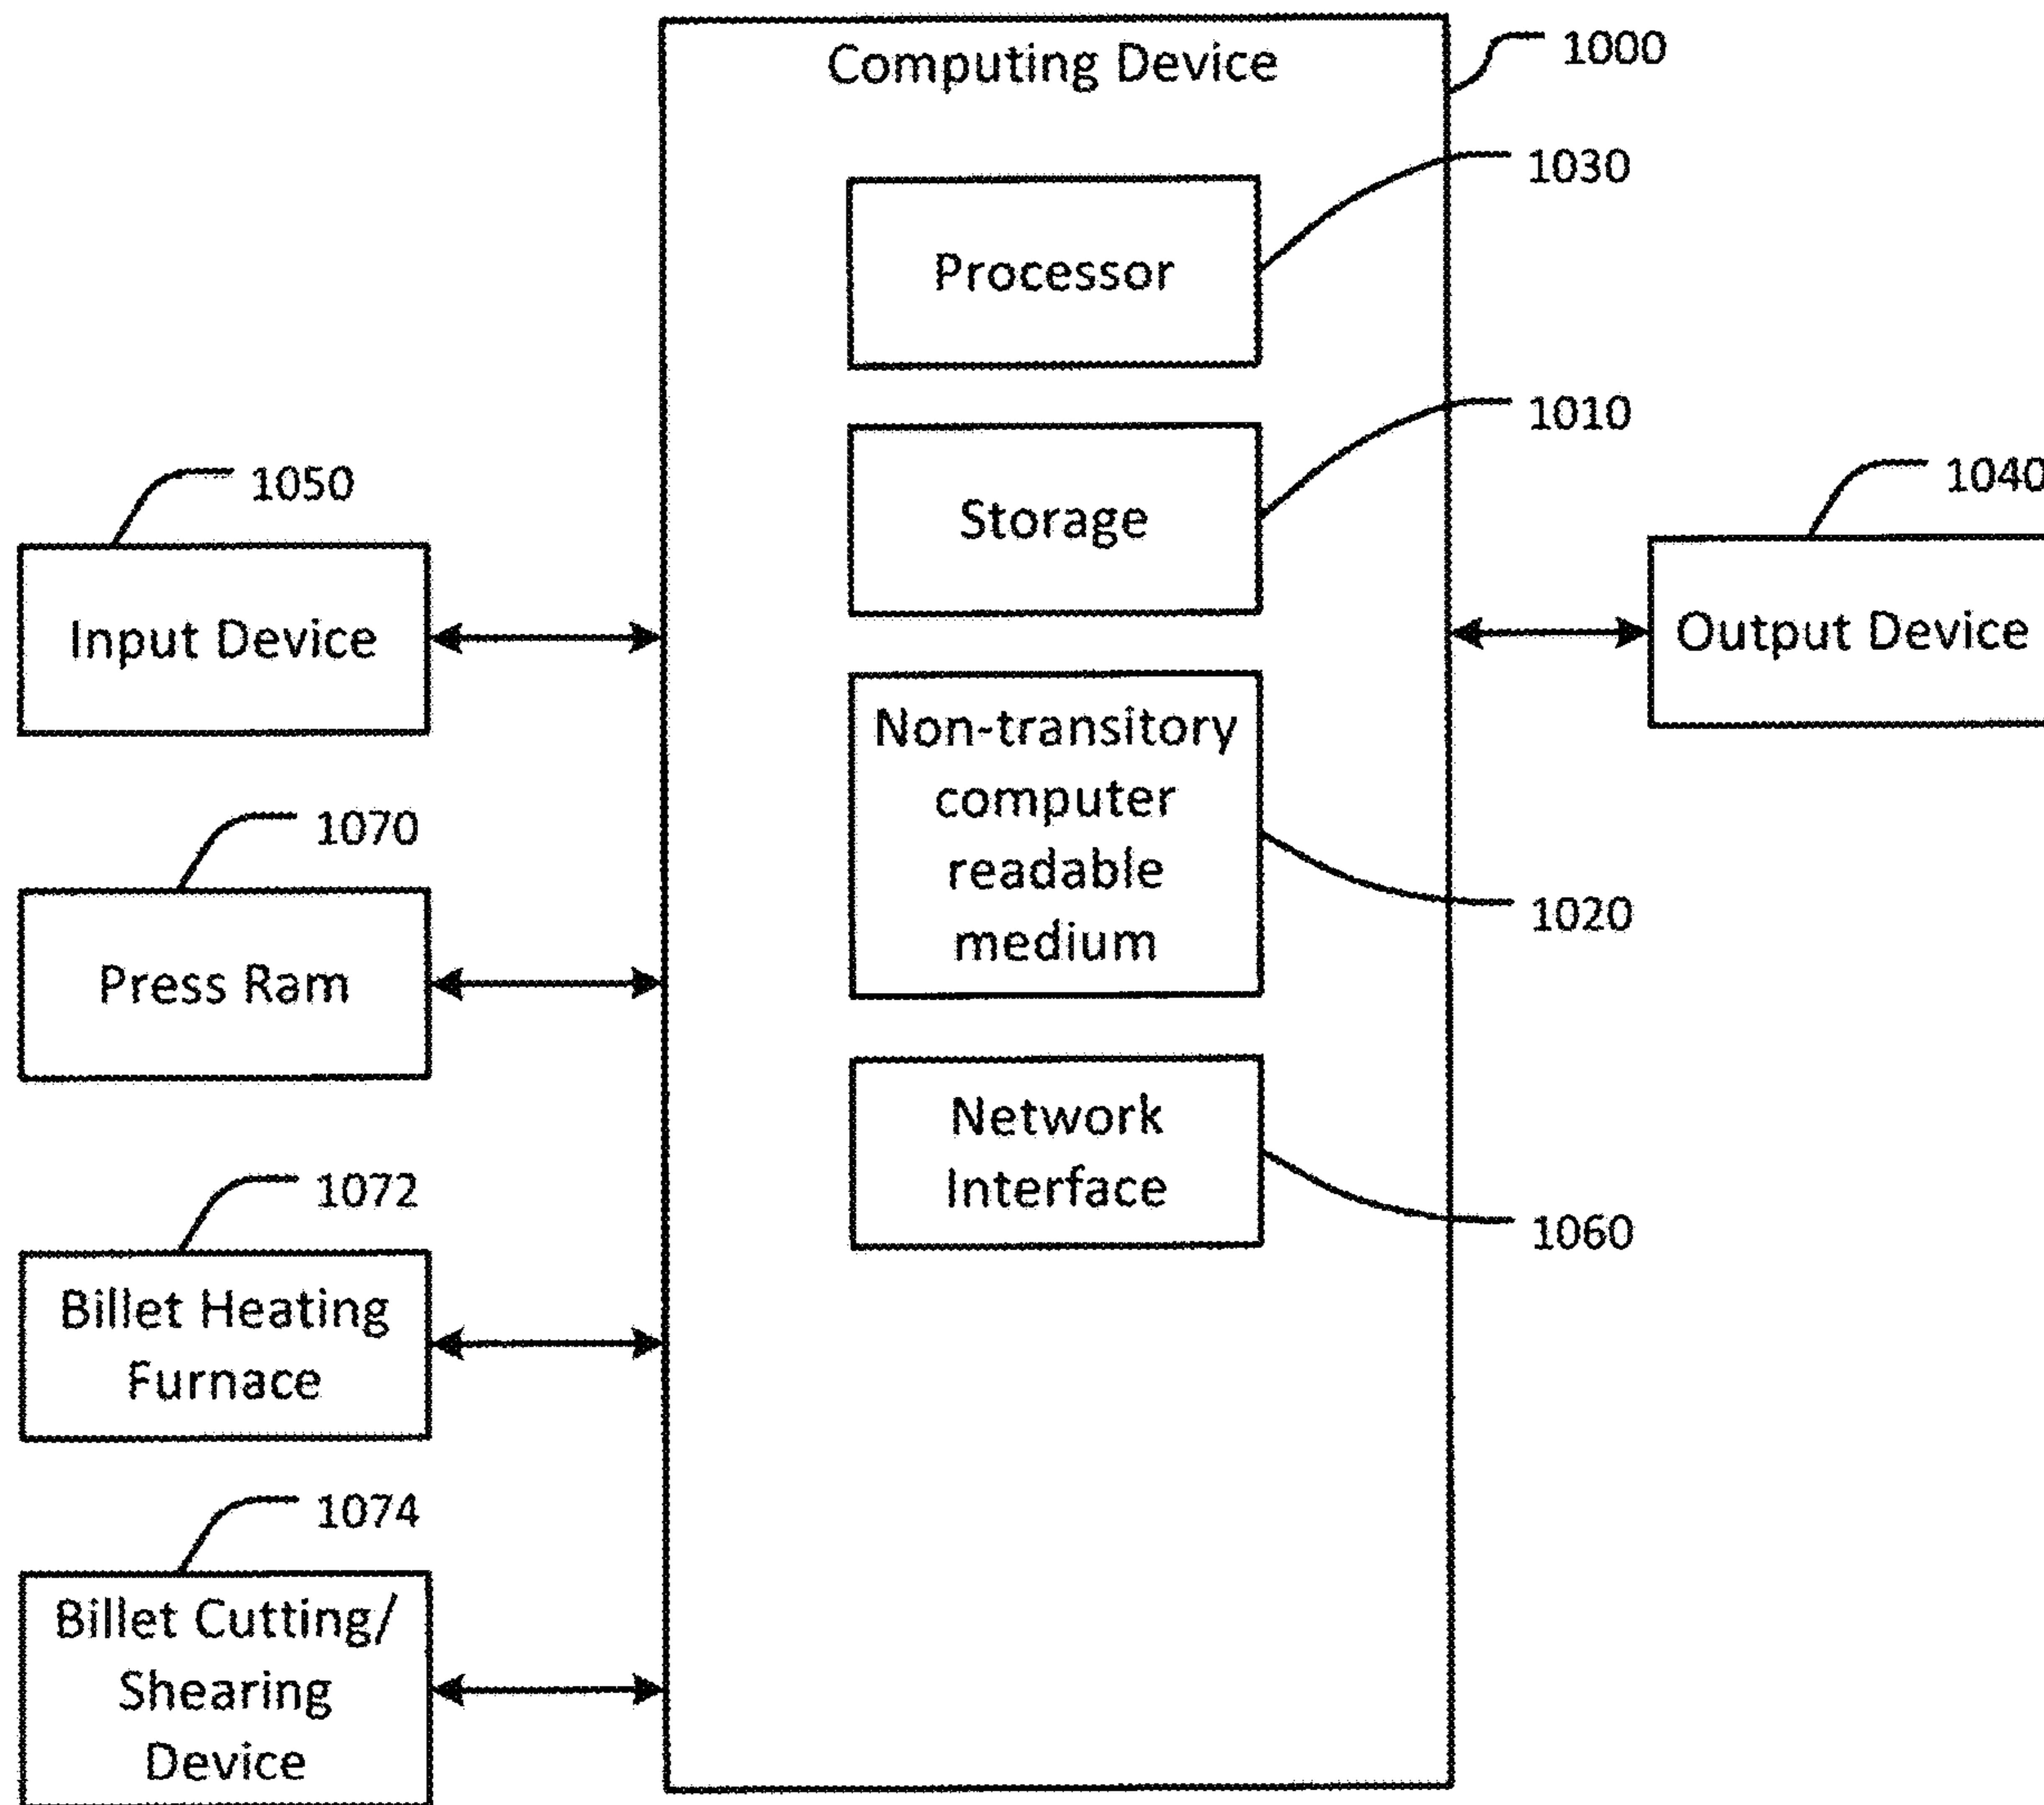 Computing Device
1000
1030
Processor
1010
Storage
1050
1040
Input Device
Output Device
Non-transitory
computer
readable
medium
1020
1070
Press Ram
Network
Interface
1060
1072
Billet Heating
Furnace
1074
Billet Cutting/
Shearing
Device